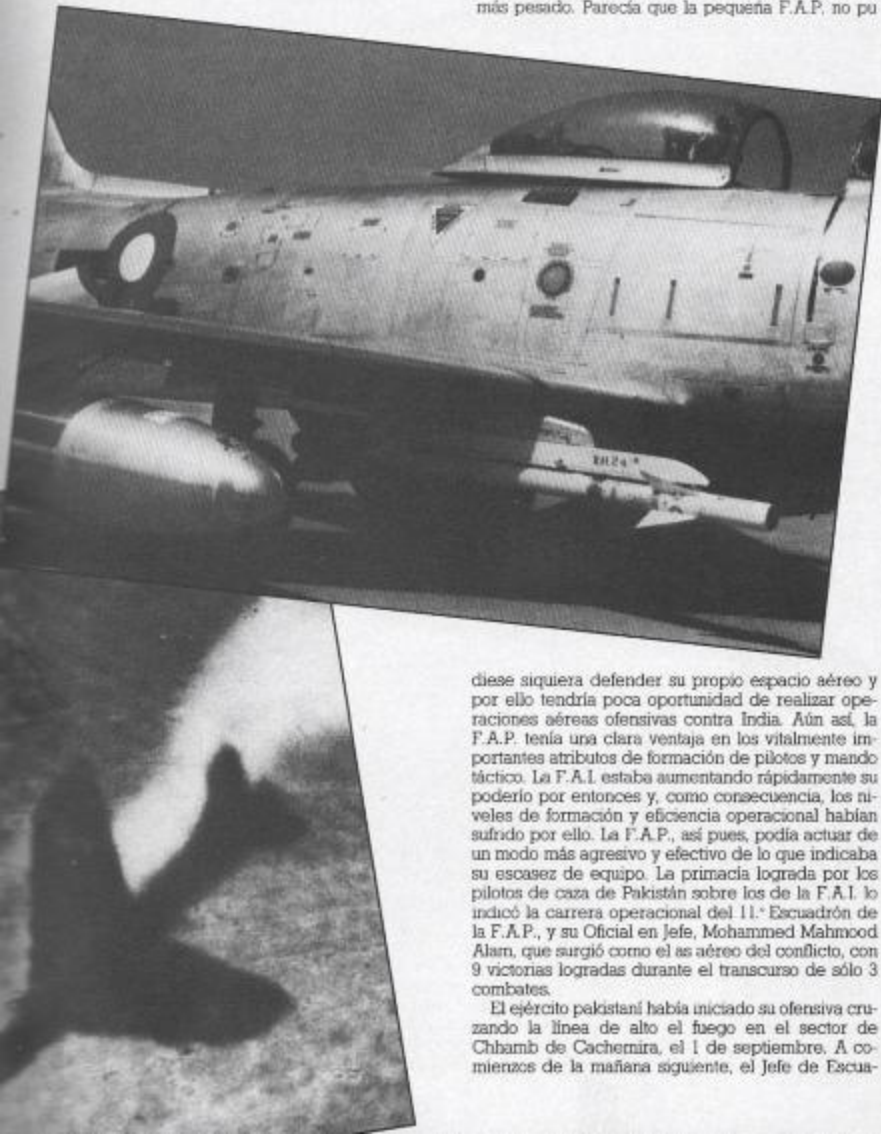 más pesado. Parecía que la pequeña F.A.P. no pu
diese siquiera defender su propio espacio aéreo y
por ello tendría poca oportunidad de realizar ope-
raciones aéreas ofensivas contra India. Aún así, la
F.A.P. tenía una clara ventaja en los vitalmente im-
portantes atributos de formación de pilotos y mando
táctico. La F.A.I. estaba aumentando rápidamente su
poderío por entonces y, como consecuencia, los ni-
veles de formación y eficiencia operacional habían
sufrido por ello. La F.A.P., así pues, podía actuar de
un modo más agresivo y efectivo de lo que indicaba
su escasez de equipo. La primacía lograda por los
pilotos de caza de Pakistán sobre los de la F.A.I. lo
indicó la carrera operacional del 11.º Escuadrón de
la F.A.P., y su Oficial en Jefe, Mohammed Mahmood
Alam, que surgió como el as aéreo del conflicto, con
9 victorias logradas durante el transcurso de sólo 3
combates.
El ejército pakistaní había iniciado su ofensiva cru-
zando la línea de alto el fuego en el sector de
Chhamb de Cachemira, el 1 de septiembre. A co-
mienzos de la mañana siguiente, el Jefe de Escua-